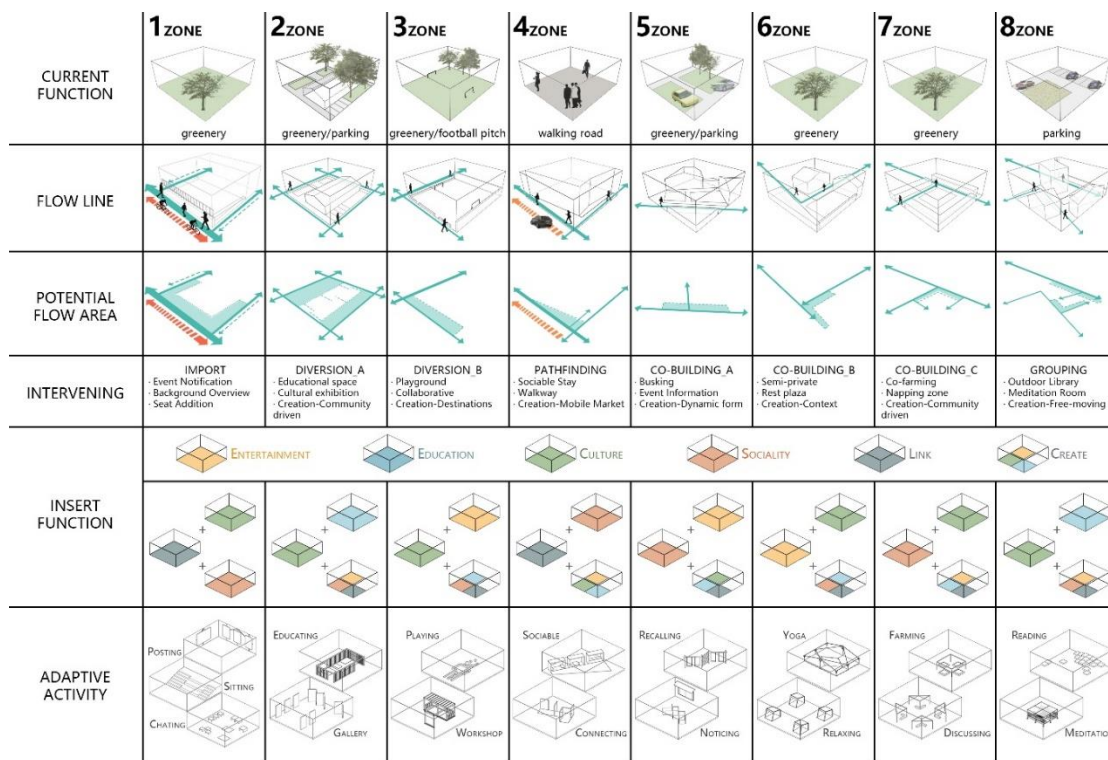 1ZONE 2ZONE 3ZONE 4ZONE 5ZONE 6ZONE 7ZONE 8ZONE
CURRENT
FUNCTION
greenery greenery/parking greenery/football pitch walking road greenery/parking greenery greenery parking
FLOW LINE
POTENTIAL
FLOW AREA
INTERVENING
IMPORT
· Event Notification
· Background Overview
· Seat Addition
DIVERSION_A
· Educational space
· Cultural exhibition
· Creation-Community
driven
DIVERSION_B
· Playground
· Collaborative
· Creation-Destinations
PATHFINDING
· Sociable Stay
· Walkway
· Creation-Mobile Market
CO-BUILDING_A
· Busking
· Event Information
· Creation-Dynamic form
CO-BUILDING_B
· Semi-private
· Rest plaza
· Creation-Context
CO-BUILDING_C
· Co-farming
· Napping zone
· Creation-Community
driven
GROUPING
· Outdoor Library
· Meditation Room
· Creation-Free-moving
INSERT
FUNCTION
ENTERTAINMENT EDUCATION CULTURE SOCIALITY LINK CREATE
+ + + + + + + +
+ + + + + + + +
ADAPTIVE
ACTIVITY
POSTING
SITTING
CHATING
EDUCATING
GALLERY
PLAYING
WORKSHOP
SOCIABLE
CONNECTING
RECALLING
NOTICING
YOGA
RELAXING
FARMING
DISCUSSING
READING
MEDITATIO